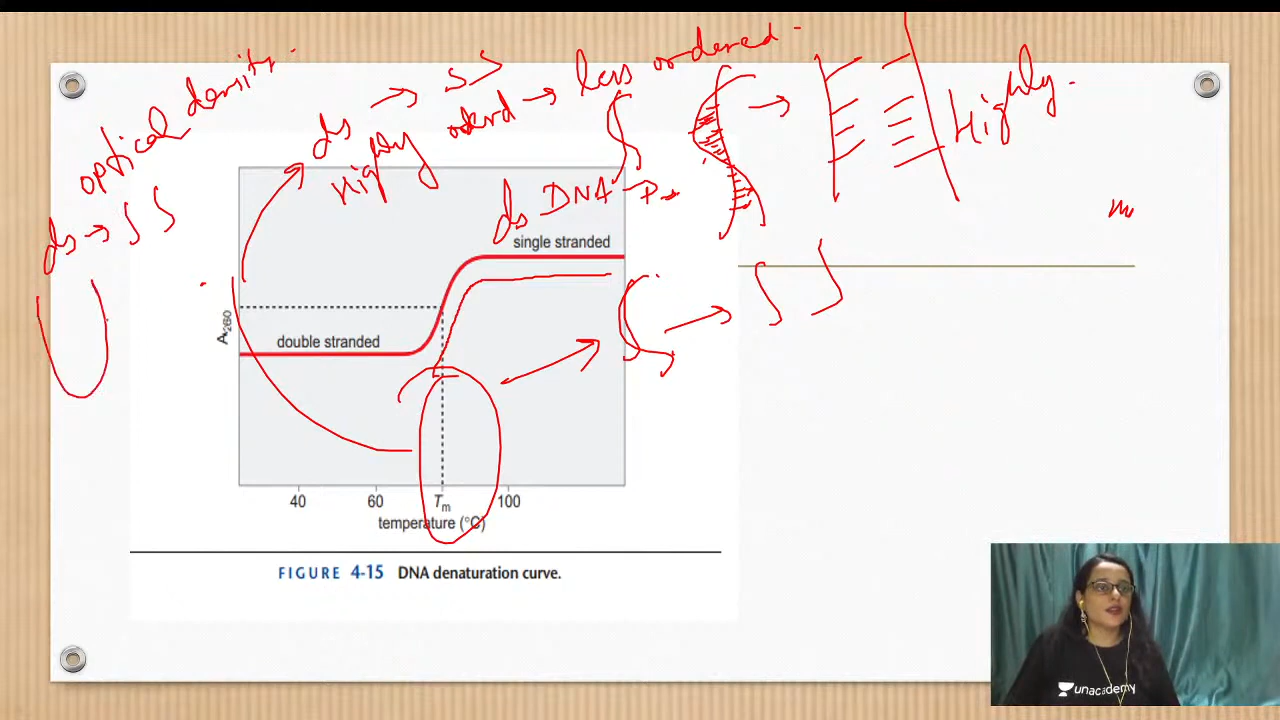 optical density
ds → SS
Highly ordered → less ordered
Highly
ds → SS
ds DNA →
single stranded
double stranded
A260
40 60 Tm 100
temperature (°C)
FIGURE 4-15 DNA denaturation curve.
unacademy